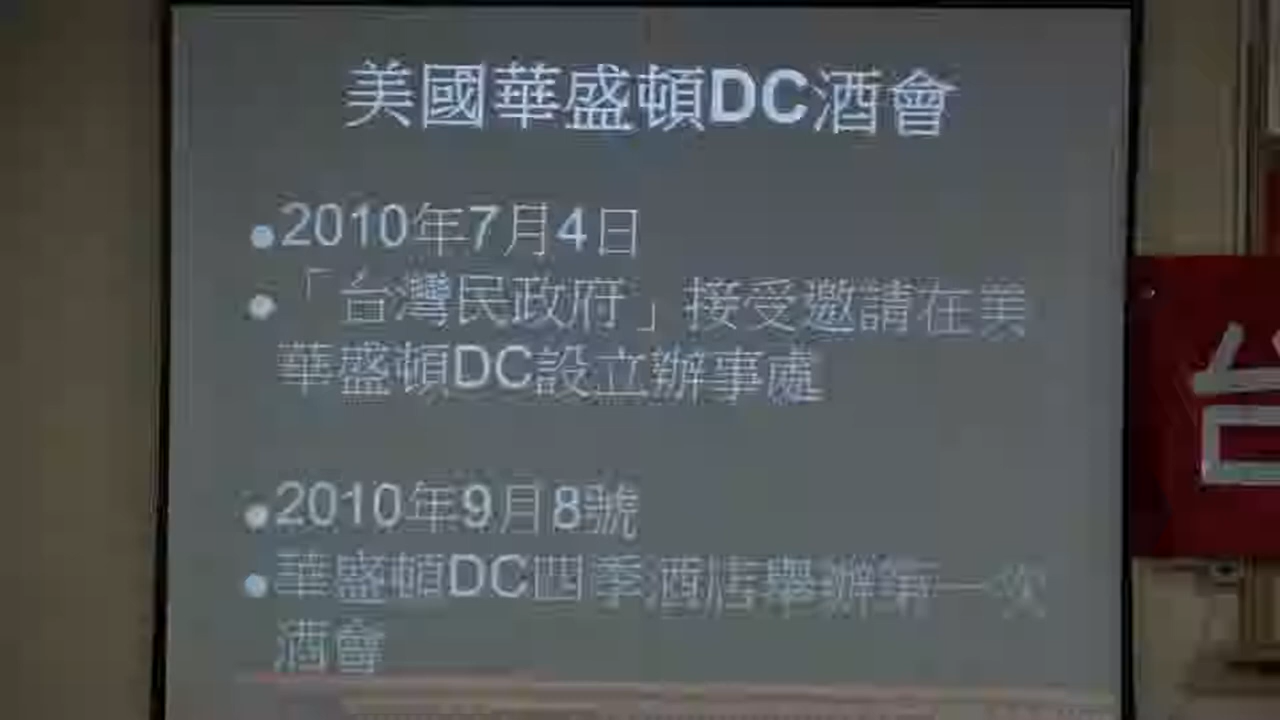 美國華盛頓DC酒會
•2010年7月4日
•「台灣民政府」接受邀請在美
華盛頓DC設立辦事處
•2010年9月8號
•華盛頓DC四季酒店舉辦第一次
酒會
台